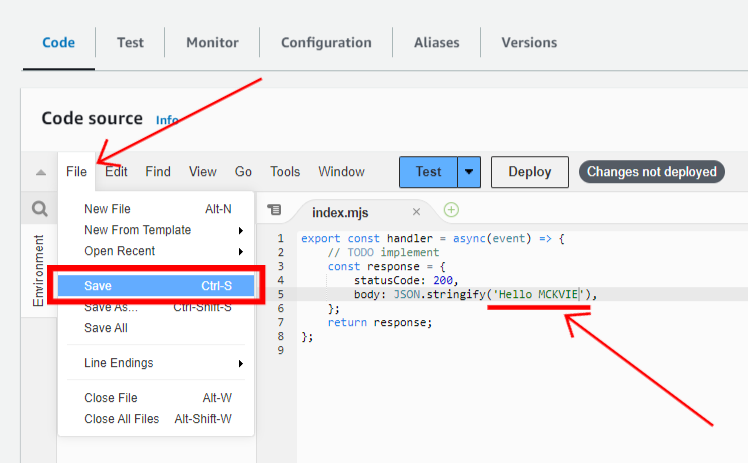 Code Test Monitor Configuration Aliases Versions
Code source Info
File Edit Find View Go Tools Window Test Deploy Changes not deployed
New File Alt-N
New From Template
Open Recent
Save Ctrl-S
Save As... Ctrl-Shift-S
Save All
Line Endings
Close File Alt-W
Close All Files Alt-Shift-W
Environment
index.mjs
1 export const handler = async(event) => {
2 // TODO implement
3 const response = {
4 statusCode: 200,
5 body: JSON.stringify('Hello MCKVIE'),
6 };
7 return response;
8 };
9